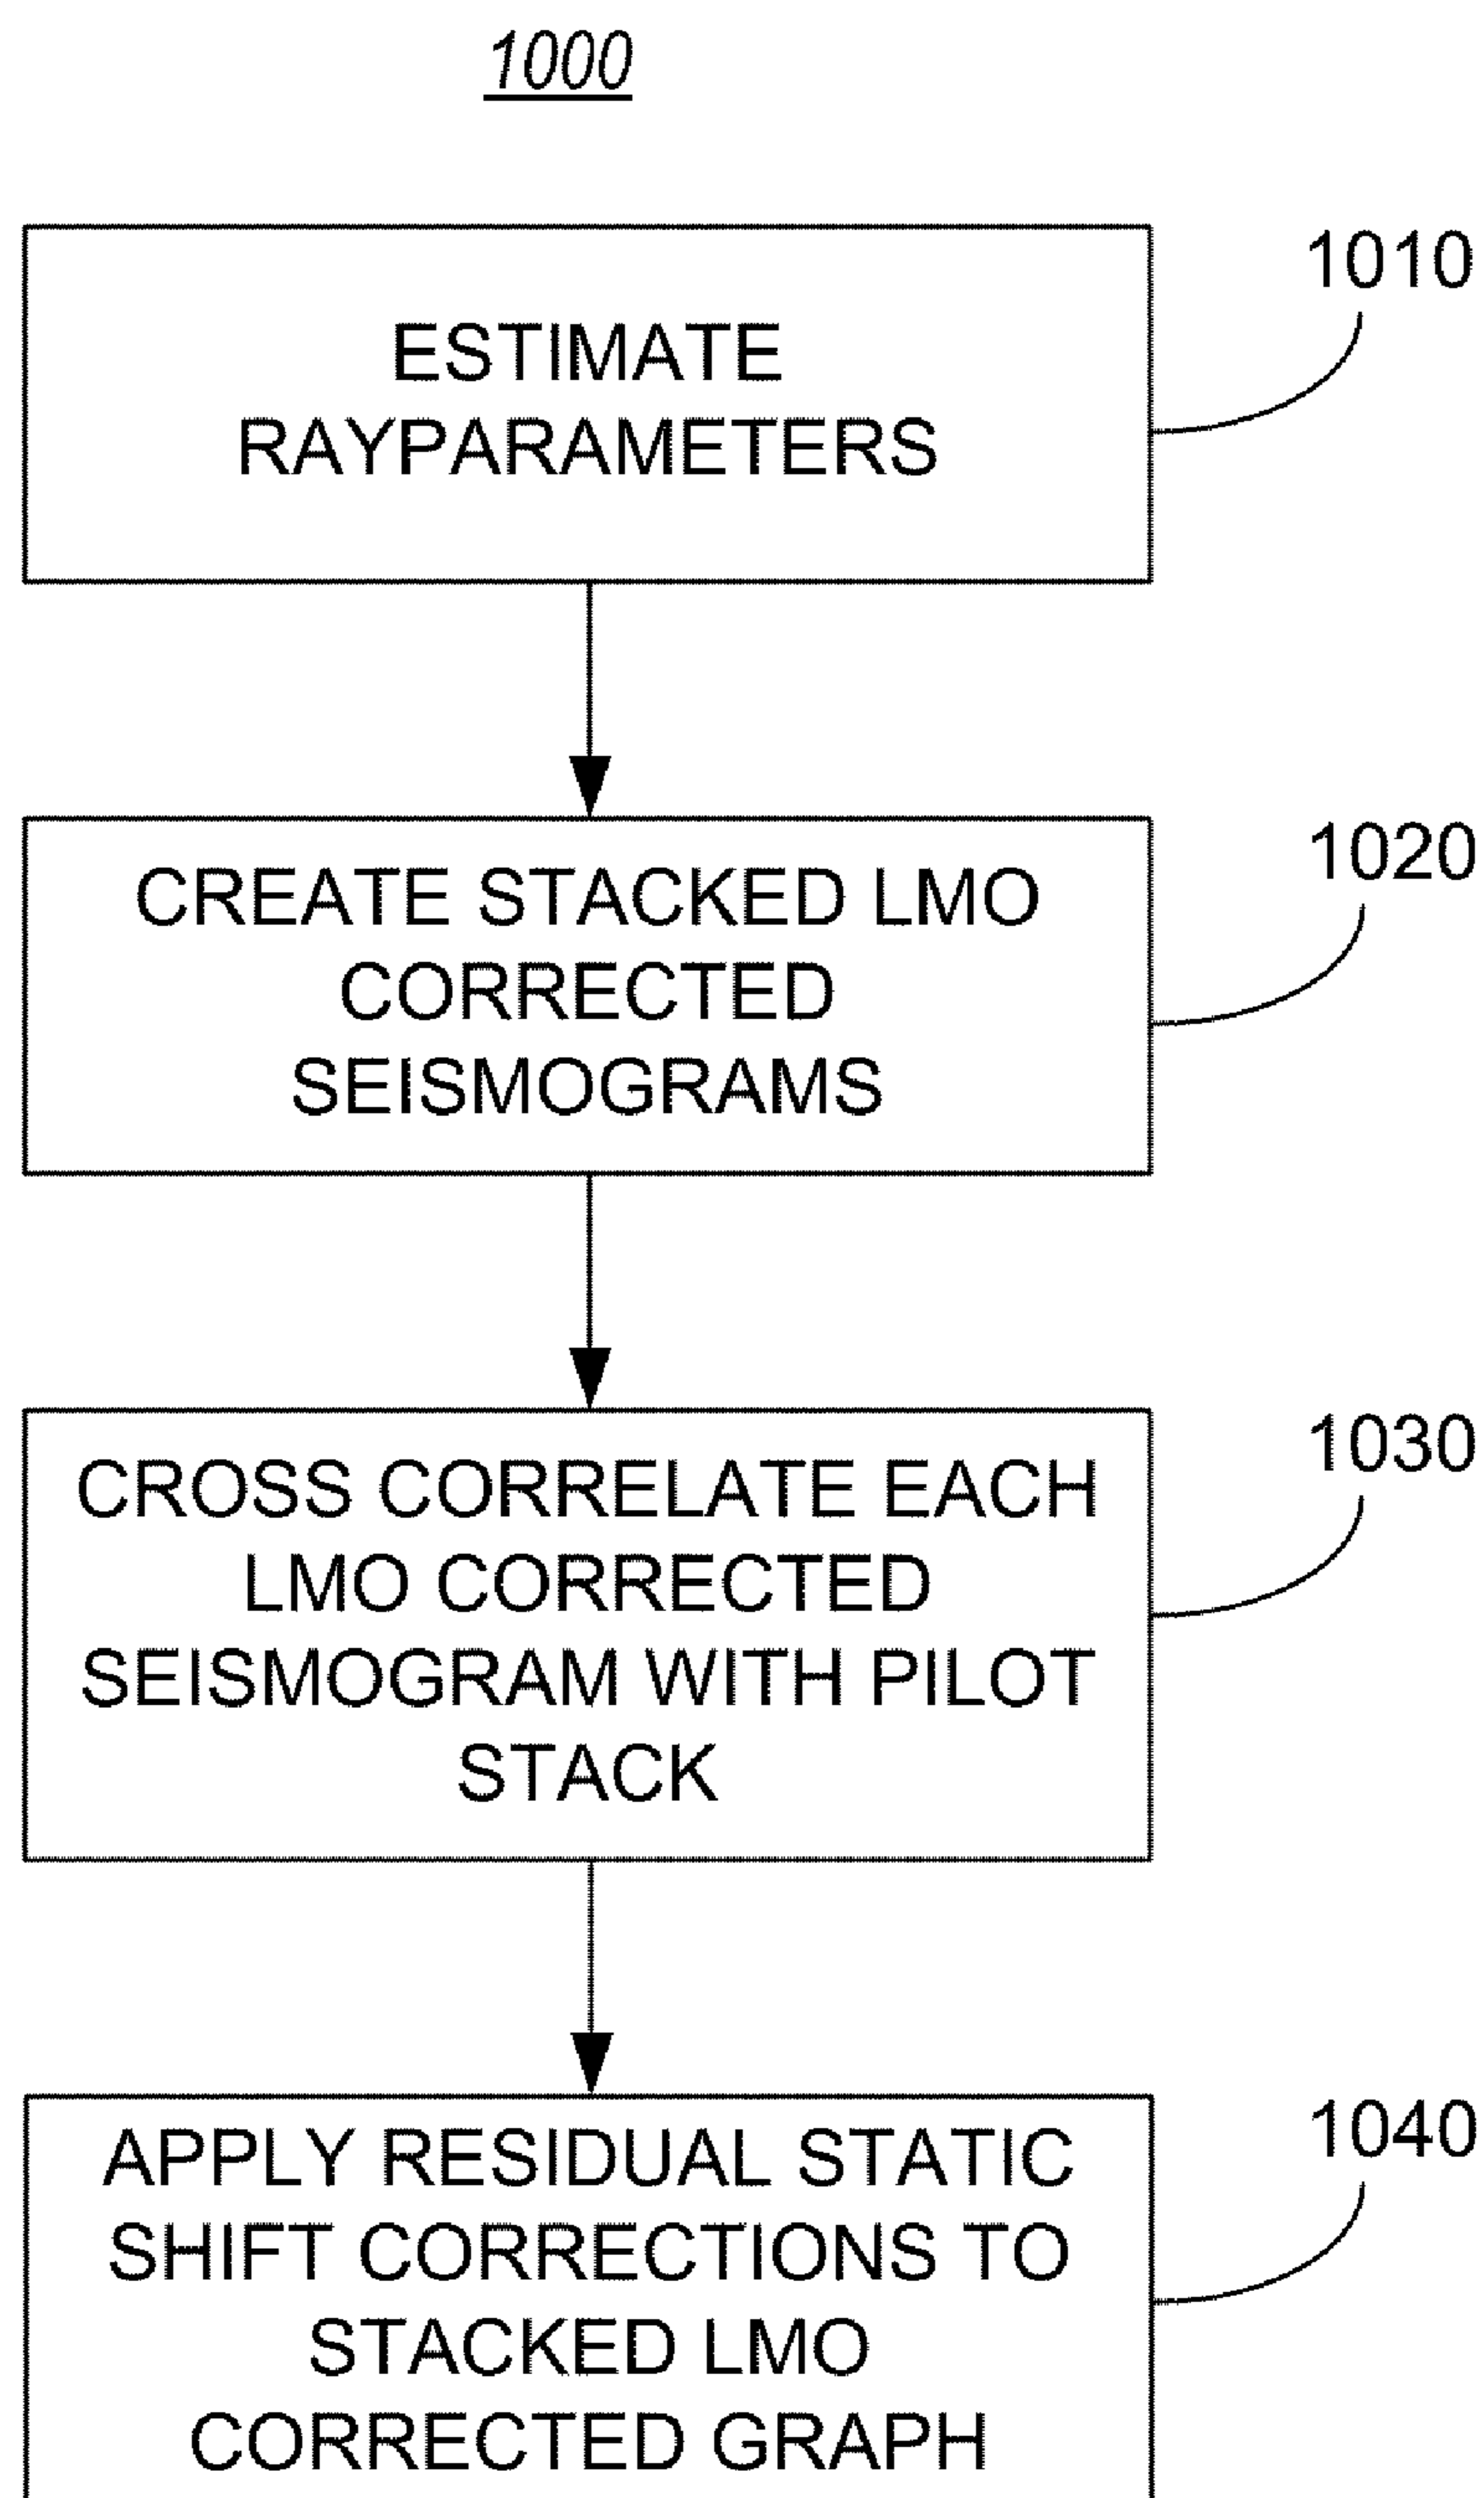 1000
1010
ESTIMATE
RAYPARAMETERS
1020
CREATE STACKED LMO
CORRECTED
SEISMOGRAMS
1030
CROSS CORRELATE EACH
LMO CORRECTED
SEISMOGRAM WITH PILOT
STACK
1040
APPLY RESIDUAL STATIC
SHIFT CORRECTIONS TO
STACKED LMO
CORRECTED GRAPH